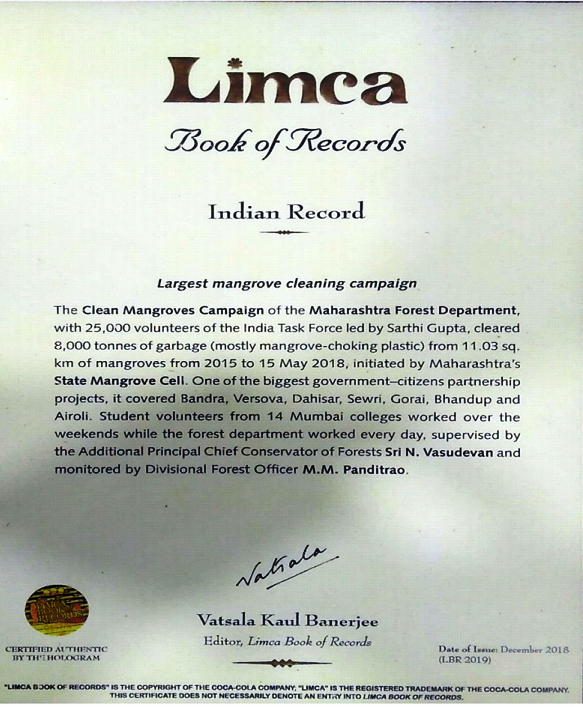 Limca
Book of Records
Indian Record
Largest mangrove cleaning campaign
The Clean Mangroves Campaign of the Maharashtra Forest Department,
with 25,000 volunteers of the India Task Force led by Sarthi Gupta, cleared
8,000 tonnes of garbage (mostly mangrove-choking plastic) from 11.03 sq.
km of mangroves from 2015 to 15 May 2018, initiated by Maharashtra's
State Mangrove Cell. One of the biggest government–citizens partnership
projects, it covered Bandra, Versova, Dahisar, Sewri, Gorai, Bhandup and
Airoli. Student volunteers from 14 Mumbai colleges worked over the
weekends while the forest department worked every day, supervised by
the Additional Principal Chief Conservator of Forests Sri N. Vasudevan and
monitored by Divisional Forest Officer M.M. Panditrao.
Vatsala
Vatsala Kaul Banerjee
Editor, Limca Book of Records
LIMCA
BOOK OF
RECORDS
CERTIFIED AUTHENTIC
BY THE HOLOGRAM
Date of Issue: December 2018
(LBR 2019)
"LIMCA BOOK OF RECORDS" IS THE COPYRIGHT OF THE COCA-COLA COMPANY, "LIMCA" IS THE REGISTERED TRADEMARK OF THE COCA-COLA COMPANY.
THIS CERTIFICATE DOES NOT NECESSARILY DENOTE AN ENTRY INTO LIMCA BOOK OF RECORDS.